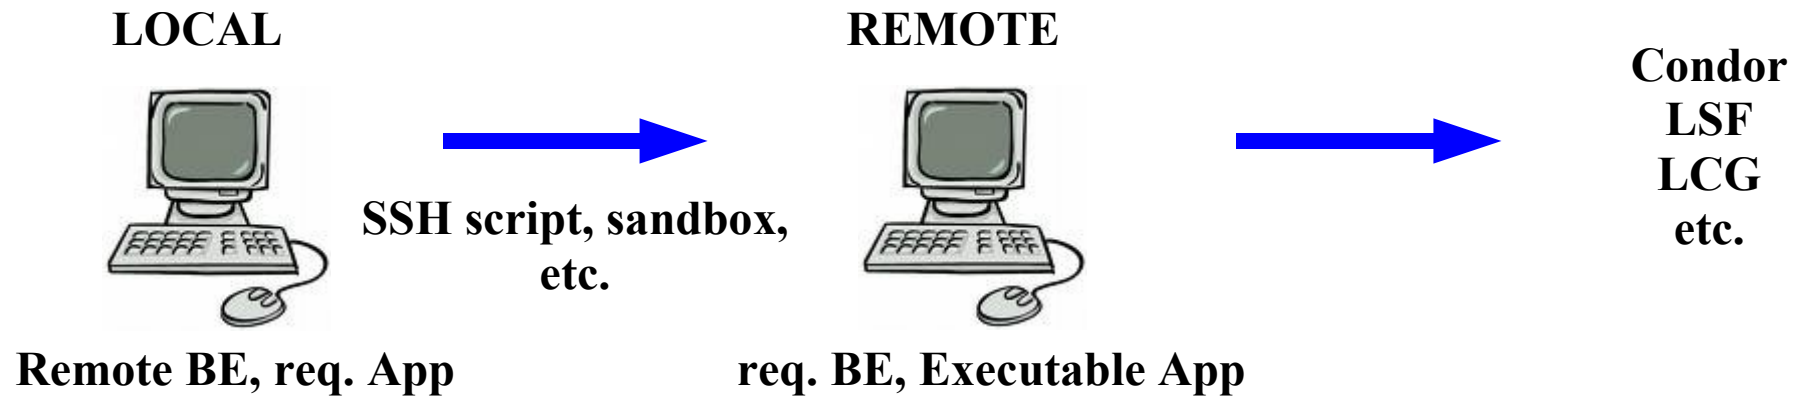 LOCAL
REMOTE
Condor
LSF
LCG
etc.
SSH script, sandbox,
etc.
Remote BE, req. App
req. BE, Executable App